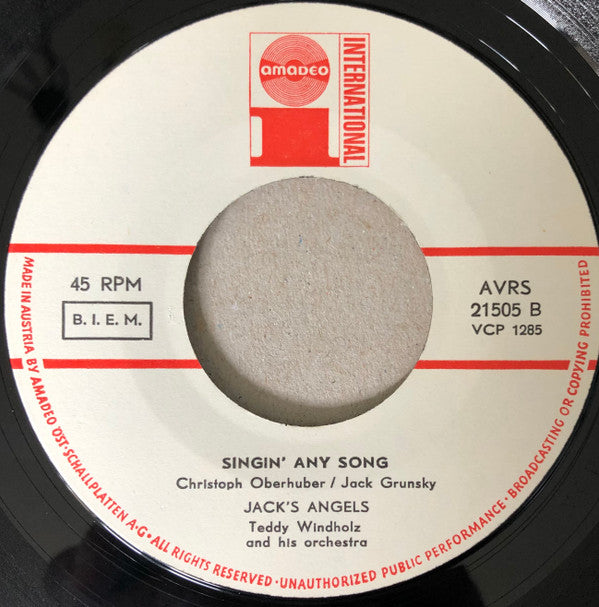 amadeo
INTERNATIONAL
45 RPM
B. I. E. M.
AVRS
21505 B
VCP 1285
SINGIN' ANY SONG
Christoph Oberhuber / Jack Grunsky
JACK'S ANGELS
Teddy Windholz
and his orchestra
MADE IN AUSTRIA BY AMADEO ÖST. SCHALLPLATTEN A•G• ALL RIGHTS RESERVED • UNAUTHORIZED PUBLIC PERFORMANCE • BROADCASTING OR COPYING PROHIBITED